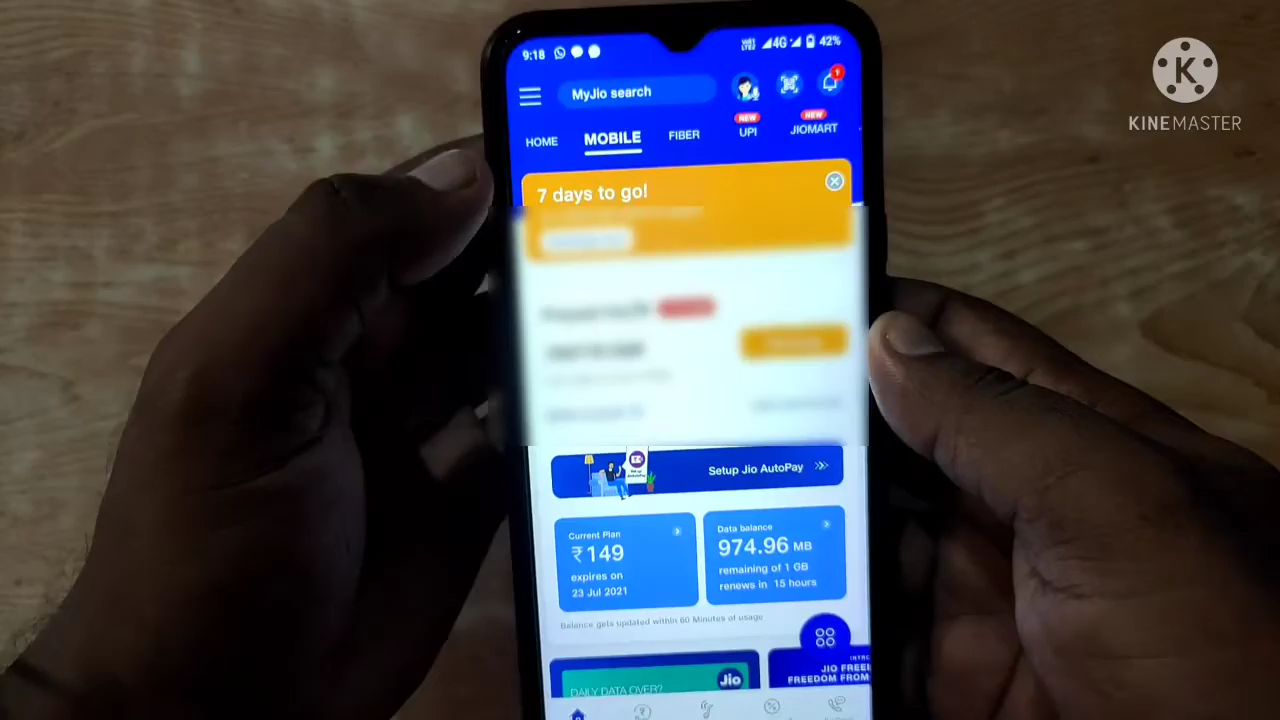 9:18
4G
42%
MyJio search
1
HOME
MOBILE
FIBER
NEW
UPI
NEW
JIOMART
7 days to go!
Setup Jio AutoPay
Current Plan
₹149
expires on
23 Jul 2021
Data balance
974.96 MB
remaining of 1 GB
renews in 15 hours
Balance gets updated within 60 Minutes of usage
DAILY DATA OVER?
Jio
JIO FREE
FREEDOM FROM
K
KINEMASTER